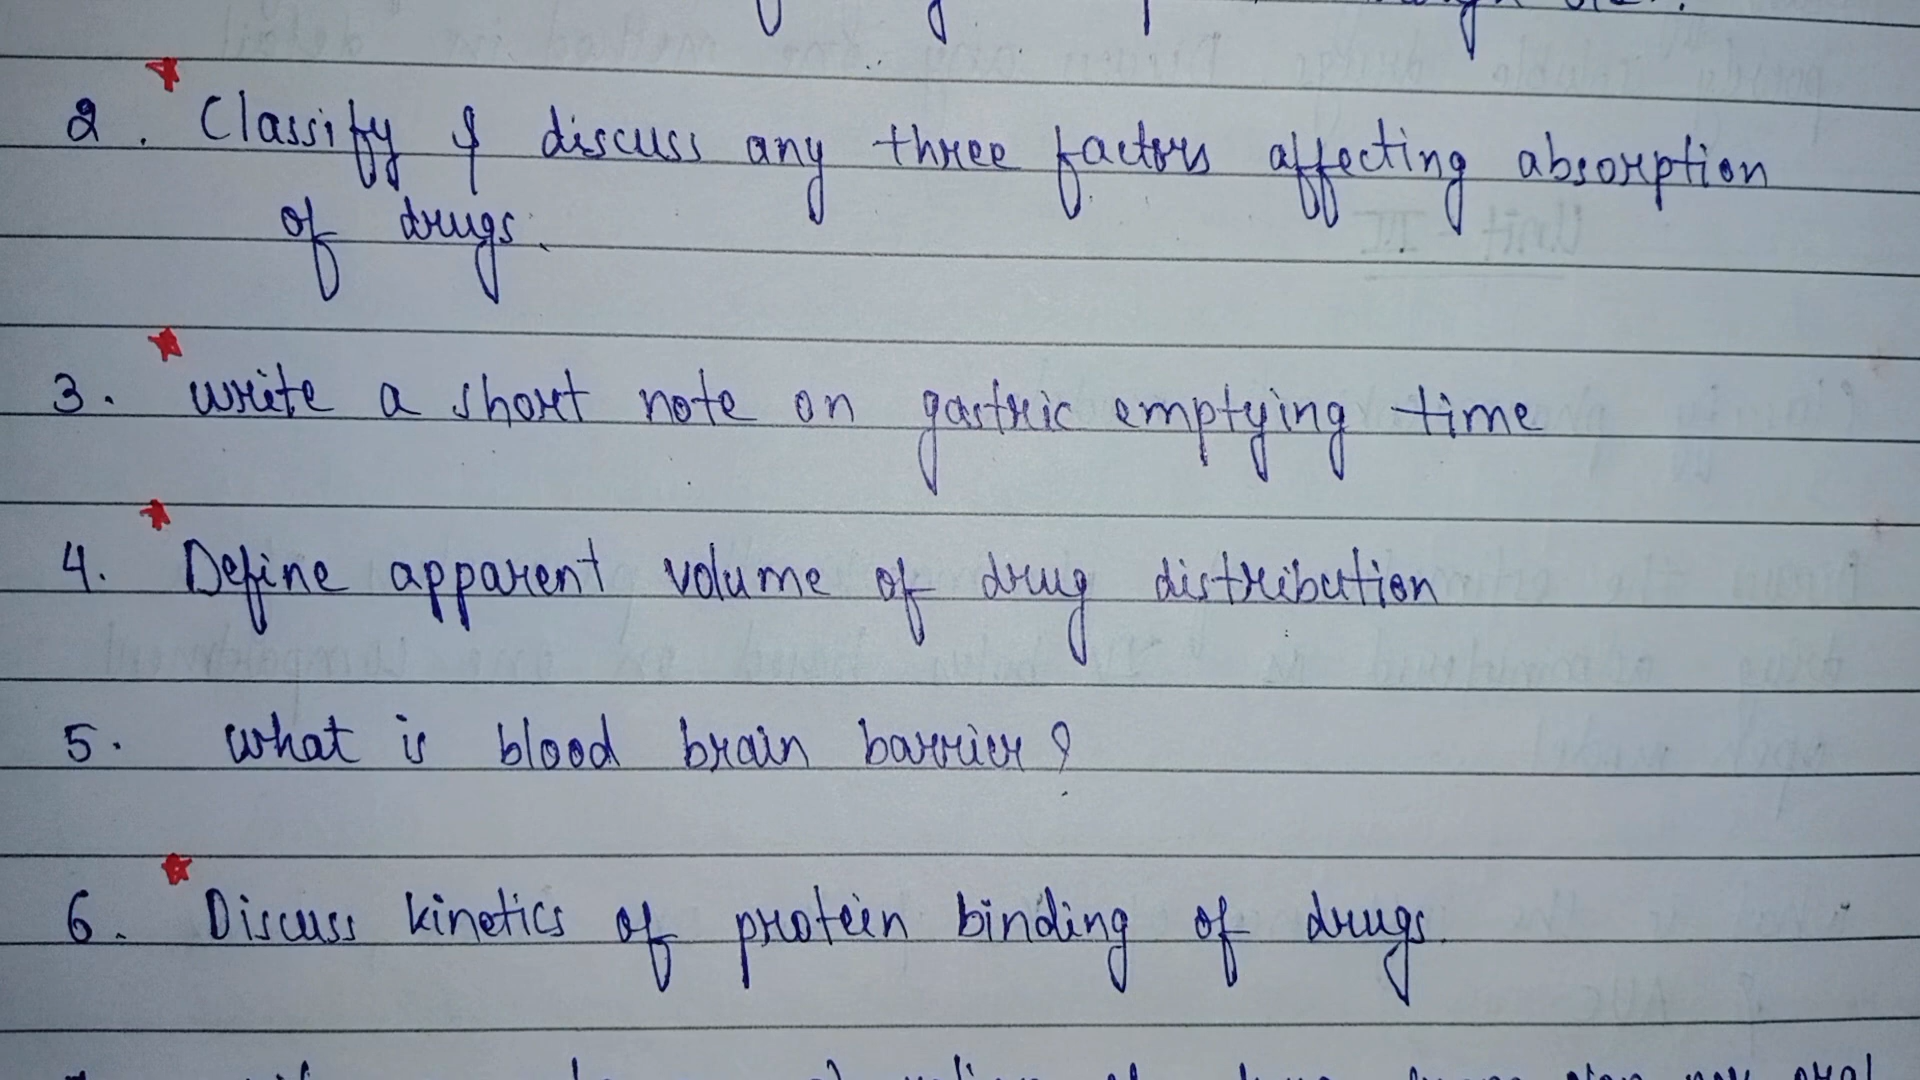 2. Classify & discuss any three factors affecting absorption
of drugs.
3. write a short note on gastric emptying time
4. Define apparent volume of drug distribution
5. what is blood brain barrier?
6. Discuss kinetics of protein binding of drugs.